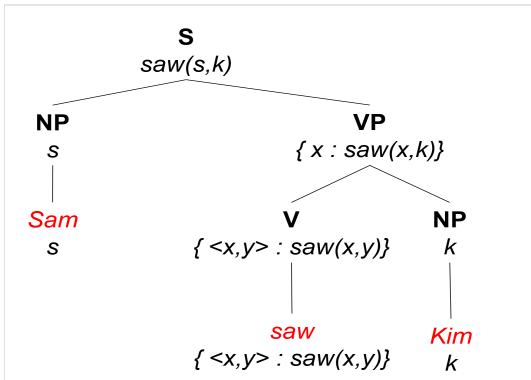 S
saw(s,k)
NP VP
s { x : saw(x,k)}
Sam V NP
s { <x,y> : saw(x,y)} k
saw Kim
{ <x,y> : saw(x,y)} k